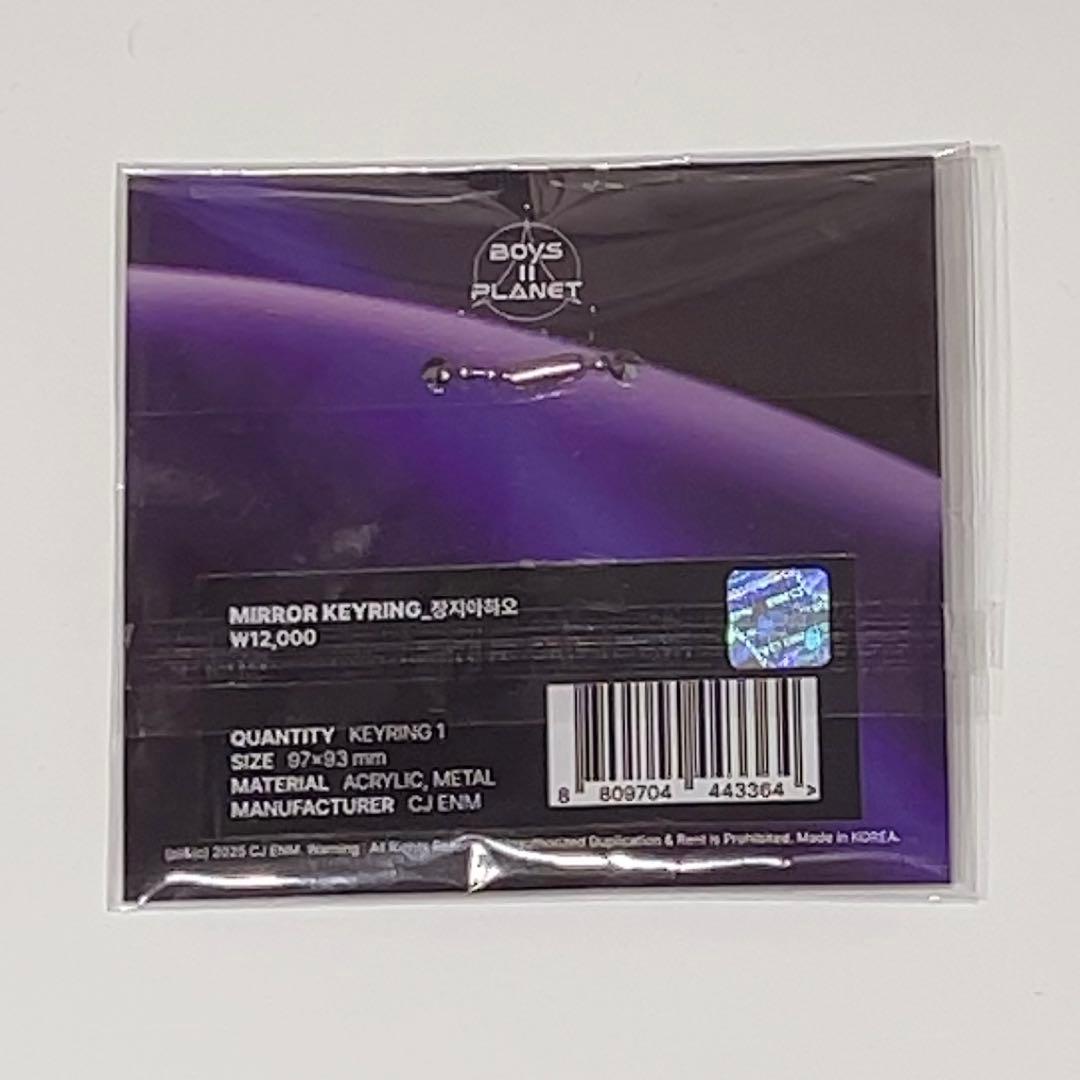 BOYS
II
PLANET
MIRROR KEYRING_장지아하오
₩12,000
QUANTITY KEYRING 1
SIZE 97×93 mm
MATERIAL ACRYLIC, METAL
MANUFACTURER CJ ENM
8 809704 443364 >
(p)&(c) 2025 CJ ENM. Warning : All Rights Duplication & Rent is Prohibited. Made in KOREA.